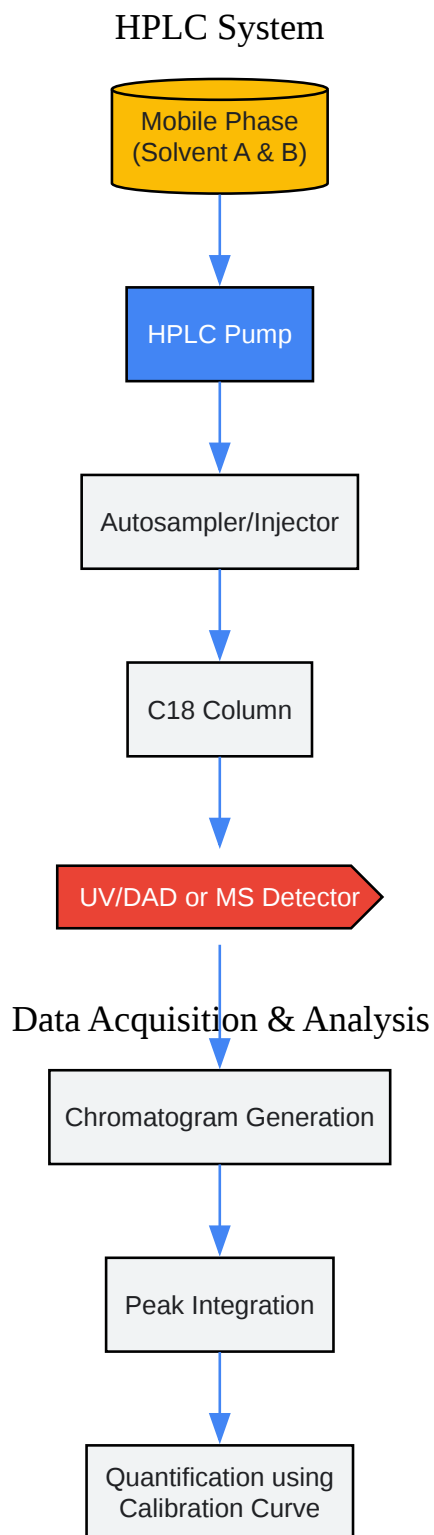 HPLC System
Mobile Phase
(Solvent A & B)
HPLC Pump
Autosampler/Injector
C18 Column
UV/DAD or MS Detector
Data Acquisition & Analysis
Chromatogram Generation
Peak Integration
Quantification using
Calibration Curve